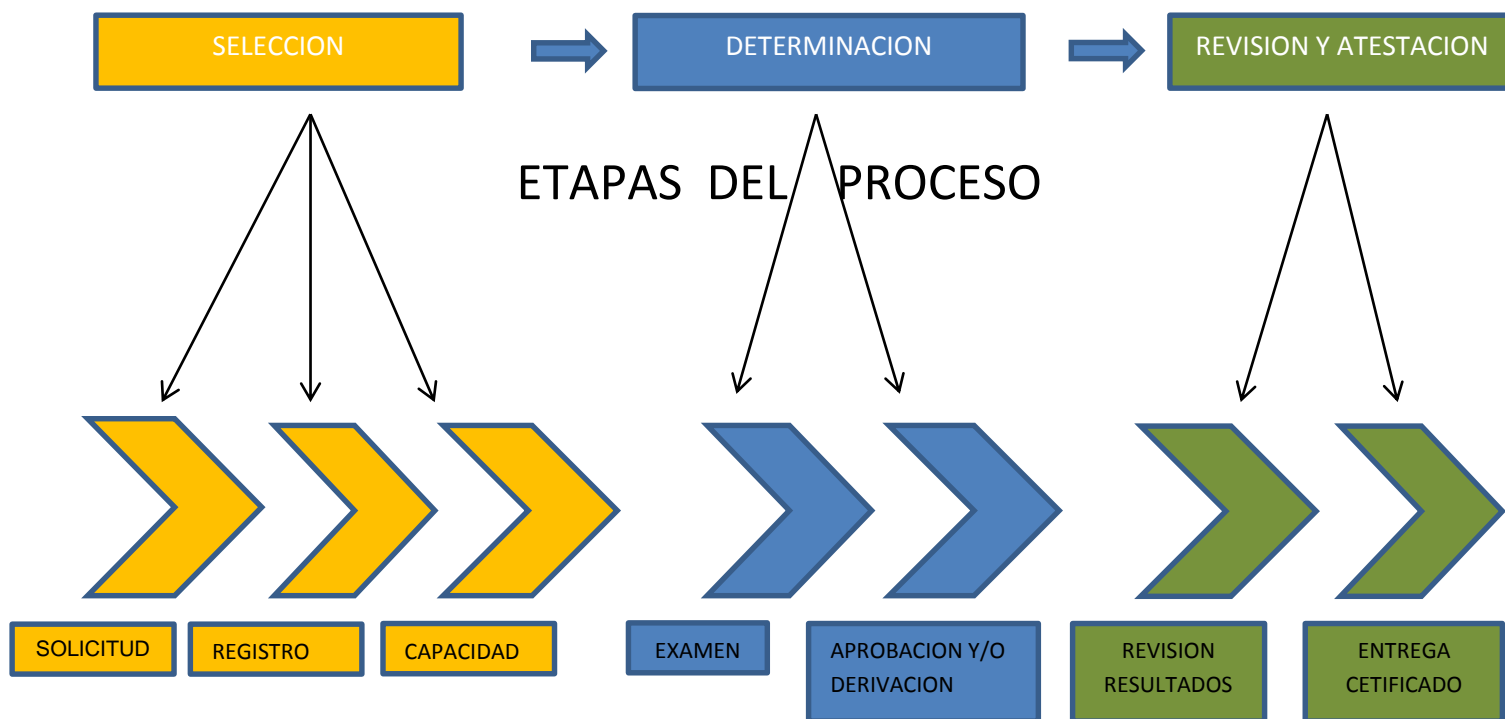 SELECCION
DETERMINACION
REVISION Y ATESTACION
ETAPAS DEL PROCESO
SOLICITUD
REGISTRO
CAPACIDAD
EXAMEN
APROBACION Y/O
DERIVACION
REVISION
RESULTADOS
ENTREGA
CETIFICADO